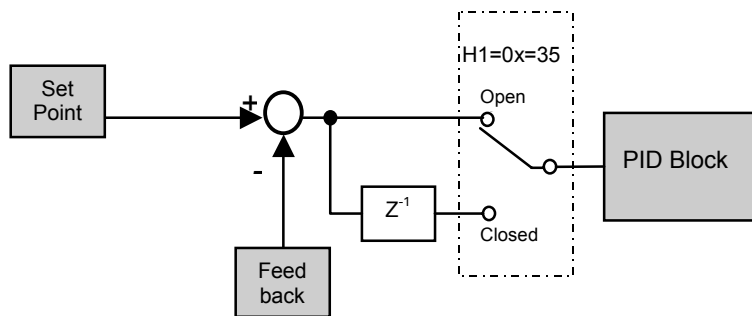 H1=0x=35
Set
Point
+
Open
PID Block
-
Z-1
Closed
Feed
back